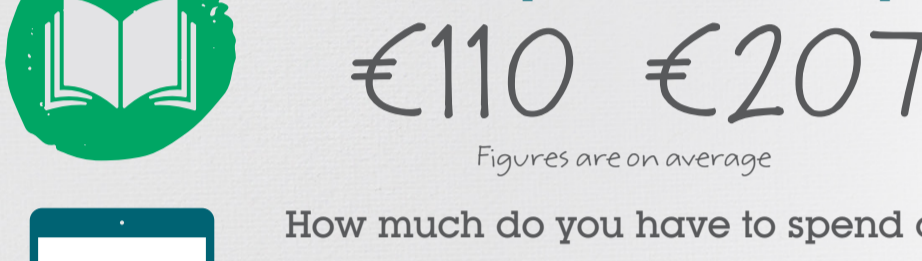 €110 €207
Figures are on average
How much do you have to spend